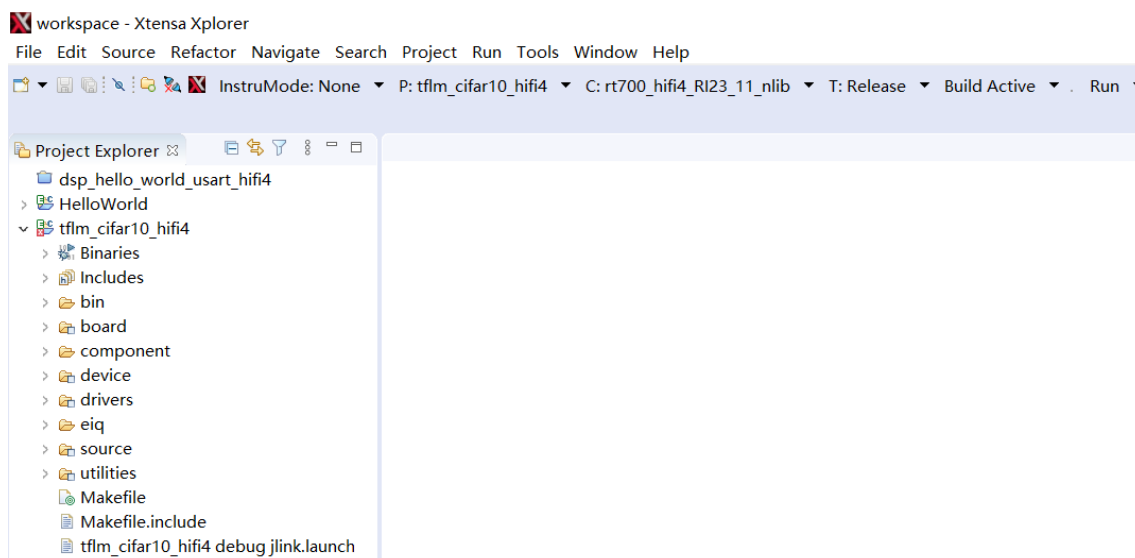 workspace - Xtensa Xplorer
File Edit Source Refactor Navigate Search Project Run Tools Window Help
InstruMode: None P: tflm_cifar10_hifi4 C: rt700_hifi4_RI23_11_nlib T: Release Build Active . Run
Project Explorer
dsp_hello_world_usart_hifi4
HelloWorld
tflm_cifar10_hifi4
Binaries
Includes
bin
board
component
device
drivers
eiq
source
utilities
Makefile
Makefile.include
tflm_cifar10_hifi4 debug jlink.launch